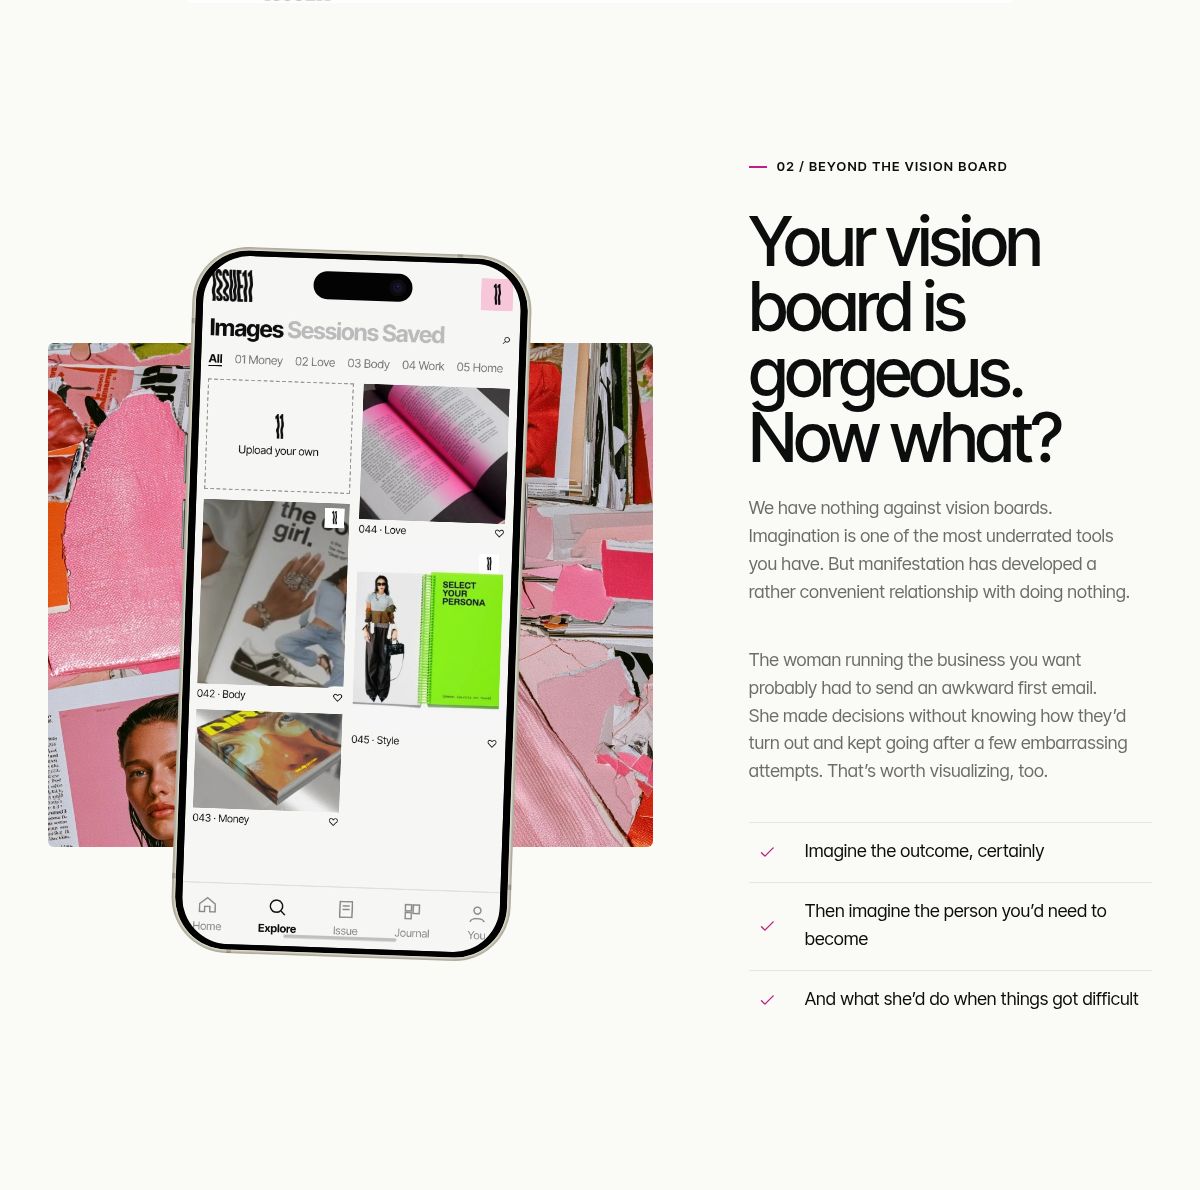 02 / BEYOND THE VISION BOARD
Your vision
board is
gorgeous.
Now what?
We have nothing against vision boards.
Imagination is one of the most underrated tools
you have. But manifestation has developed a
rather convenient relationship with doing nothing.
The woman running the business you want
probably had to send an awkward first email.
She made decisions without knowing how they’d
turn out and kept going after a few embarrassing
attempts. That’s worth visualizing, too.
Imagine the outcome, certainly
Then imagine the person you’d need to
become
And what she’d do when things got difficult
ISSUE11
11
Images Sessions Saved
All 01 Money 02 Love 03 Body 04 Work 05 Home
11
Upload your own
044 · Love
the
girl.
11
042 · Body
11
SELECT
YOUR
PERSONA
045 · Style
043 · Money
Home Explore Issue Journal You